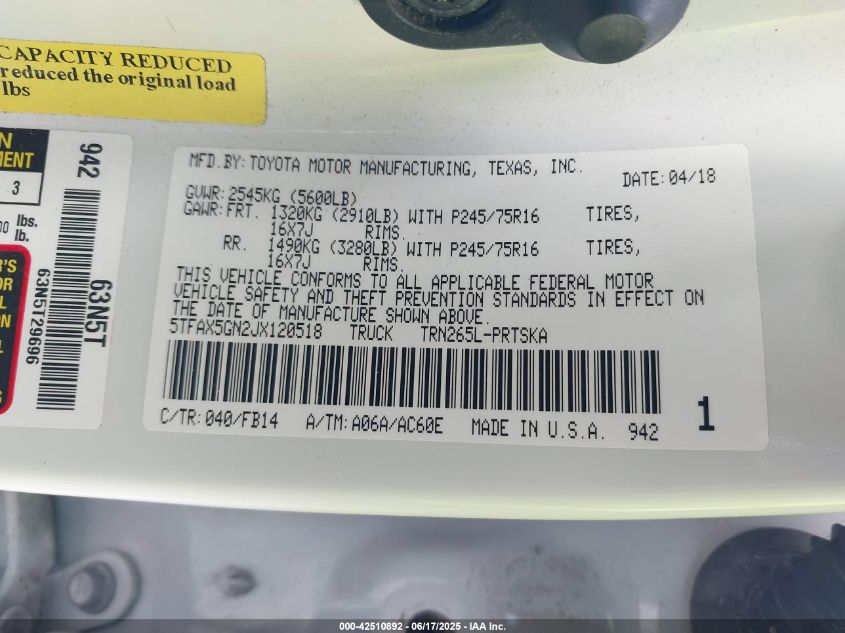 CAPACITY REDUCED
reduced the original load
lbs
MENT
3
lbs.
lb.
942
63N5T
63N5T29696
MFD.BY: TOYOTA MOTOR MANUFACTURING, TEXAS, INC.
DATE: 04/18
GVWR: 2545KG (5600LB)
GAWR: FRT. 1320KG (2910LB) WITH P245/75R16 TIRES,
16X7J RIMS.
RR. 1490KG (3280LB) WITH P245/75R16 TIRES,
16X7J RIMS.
THIS VEHICLE CONFORMS TO ALL APPLICABLE FEDERAL MOTOR
VEHICLE SAFETY AND THEFT PREVENTION STANDARDS IN EFFECT ON
THE DATE OF MANUFACTURE SHOWN ABOVE.
5TFAX5GN2JX120518 TRUCK TRN265L-PRTSKA
C/TR: 040/FB14 A/TM: A06A/AC60E MADE IN U.S.A. 942
1
000-42510892 - 06/17/2025 - IAA Inc.